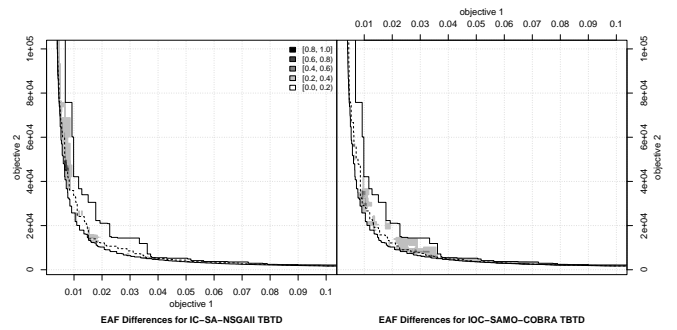 objective 1
0.01 0.02 0.03 0.04 0.05 0.06 0.07 0.08 0.09 0.1
[0.8, 1.0]
[0.6, 0.8)
[0.4, 0.6)
[0.2, 0.4)
[0.0, 0.2)
objective 2
0 2e+04 4e+04 6e+04 8e+04 1e+05
objective 2
0 2e+04 4e+04 6e+04 8e+04 1e+05
0.01 0.02 0.03 0.04 0.05 0.06 0.07 0.08 0.09 0.1
objective 1
EAF Differences for IC−SA−NSGAII TBTD
EAF Differences for IOC−SAMO−COBRA TBTD